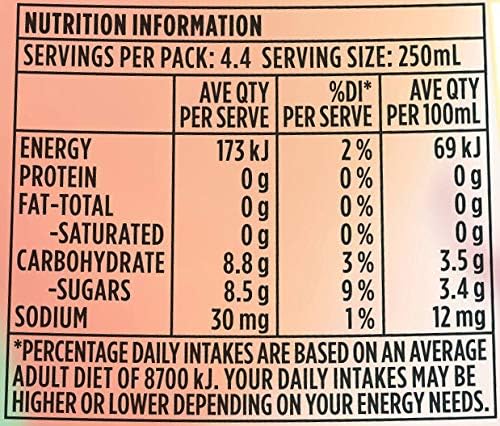 NUTRITION INFORMATION
SERVINGS PER PACK: 4.4 SERVING SIZE: 250mL
AVE QTY PER SERVE %DI* PER SERVE AVE QTY PER 100mL
ENERGY 173 kJ 2% 69 kJ
PROTEIN 0g 0% 0g
FAT-TOTAL 0g 0% 0g
-SATURATED 0g 0% 0g
CARBOHYDRATE 8.8g 3% 3.5g
-SUGARS 8.5g 9% 3.4g
SODIUM 30 mg 1% 12 mg
*PERCENTAGE DAILY INTAKES ARE BASED ON AN AVERAGE
ADULT DIET OF 8700 kJ. YOUR DAILY INTAKES MAY BE
HIGHER OR LOWER DEPENDING ON YOUR ENERGY NEEDS.